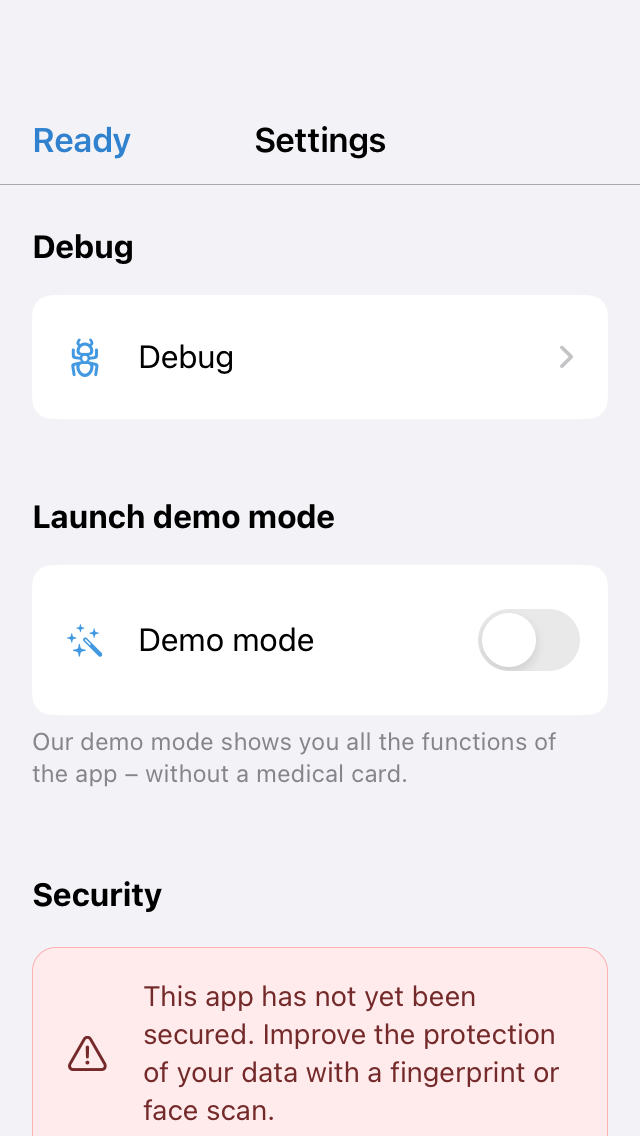 Ready Settings
Debug
Debug
Launch demo mode
Demo mode
Our demo mode shows you all the functions of
the app – without a medical card.
Security
This app has not yet been
secured. Improve the protection
of your data with a fingerprint or
face scan.